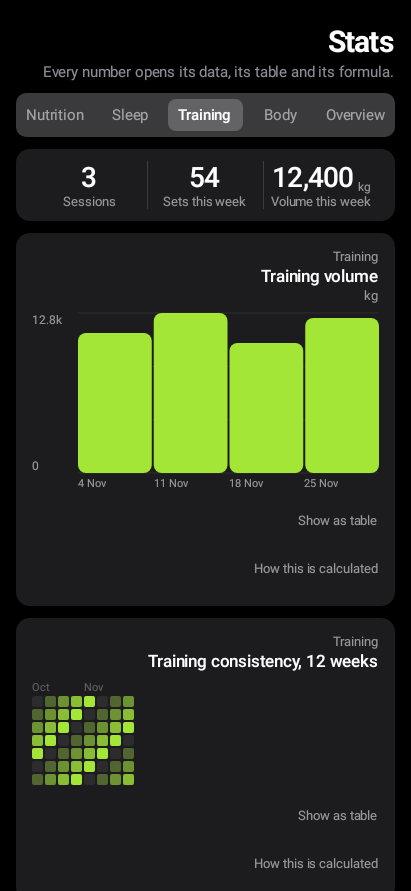 Stats
Every number opens its data, its table and its formula.
Nutrition Sleep Training Body Overview
3 54 12,400 kg
Sessions Sets this week Volume this week
Training
Training volume
kg
12.8k
0
4 Nov 11 Nov 18 Nov 25 Nov
Show as table
How this is calculated
Training
Training consistency, 12 weeks
Oct Nov
Show as table
How this is calculated